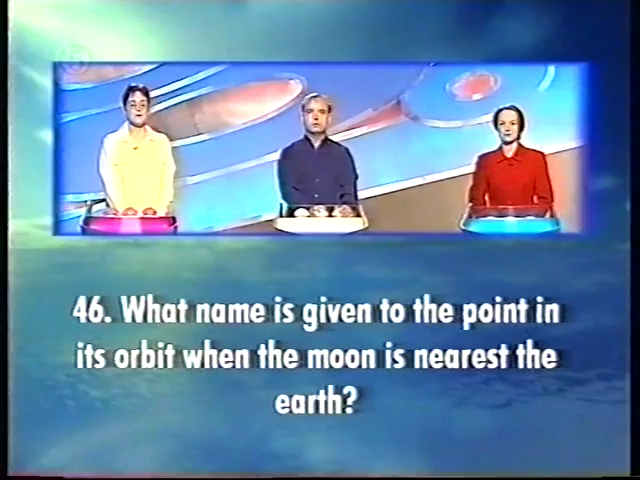 46. What name is given to the point in
its orbit when the moon is nearest the
earth?